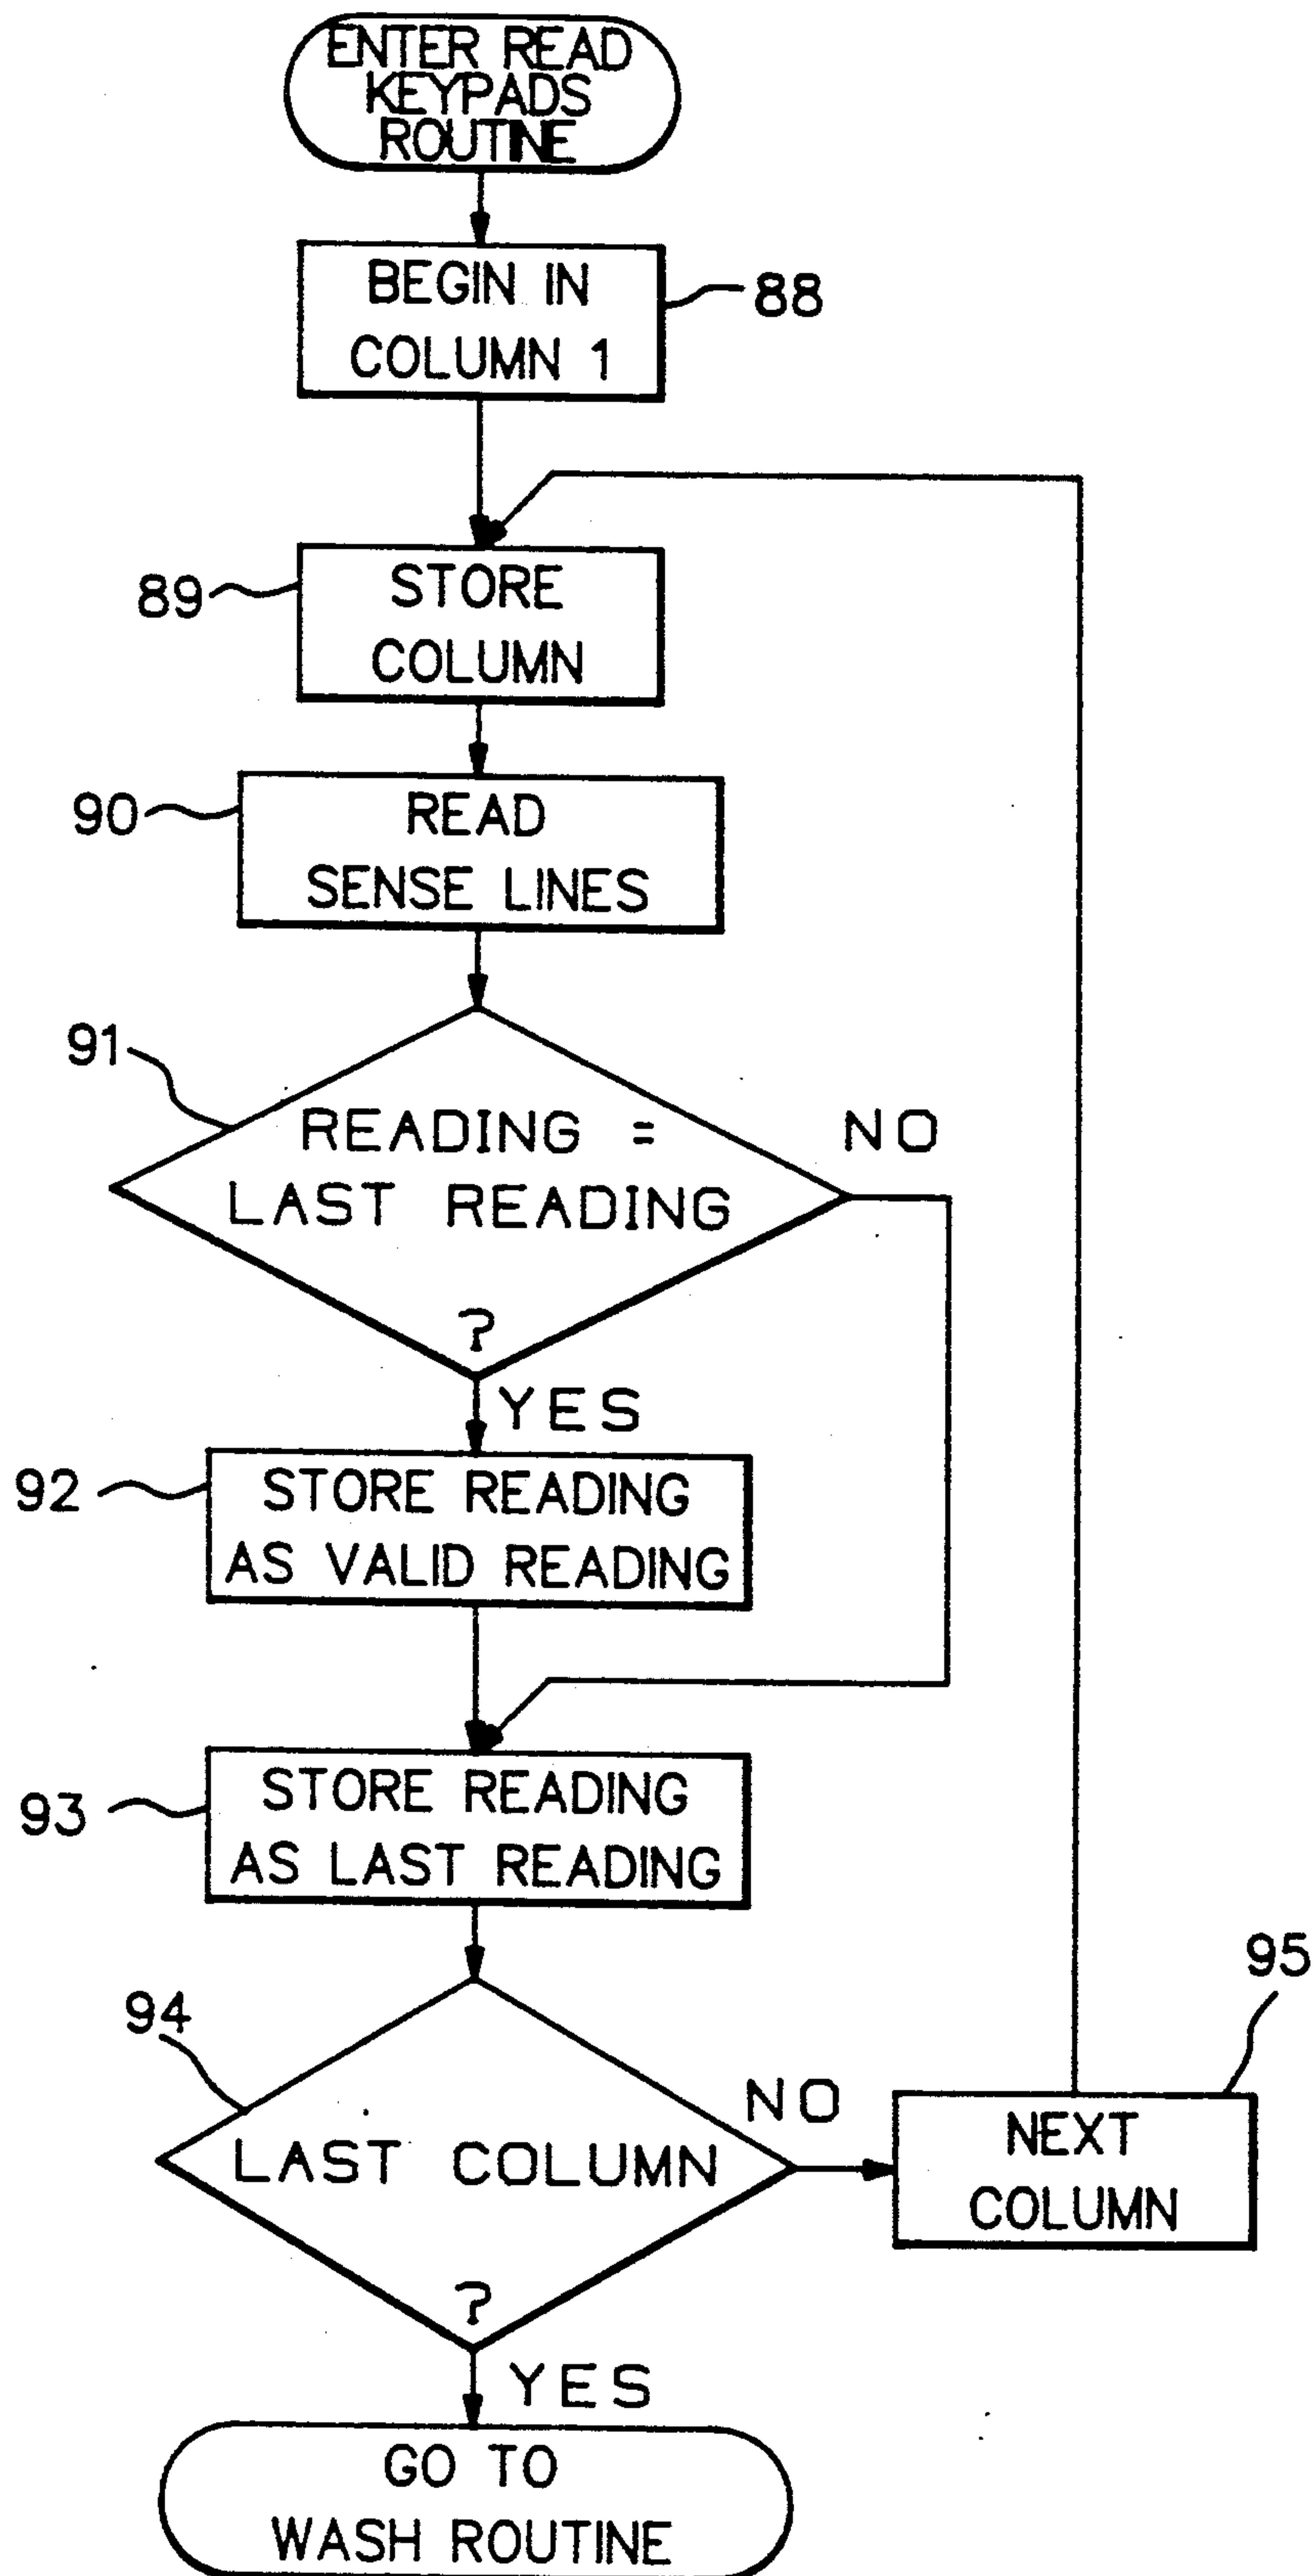 ENTER READ
KEYPADS
ROUTINE
BEGIN IN
COLUMN 1
88
STORE
COLUMN
89
READ
SENSE LINES
90
91
READING =
LAST READING
?
NO
YES
STORE READING
AS VALID READING
92
STORE READING
AS LAST READING
93
94
LAST COLUMN
?
NO
95
NEXT
COLUMN
YES
GO TO
WASH ROUTINE